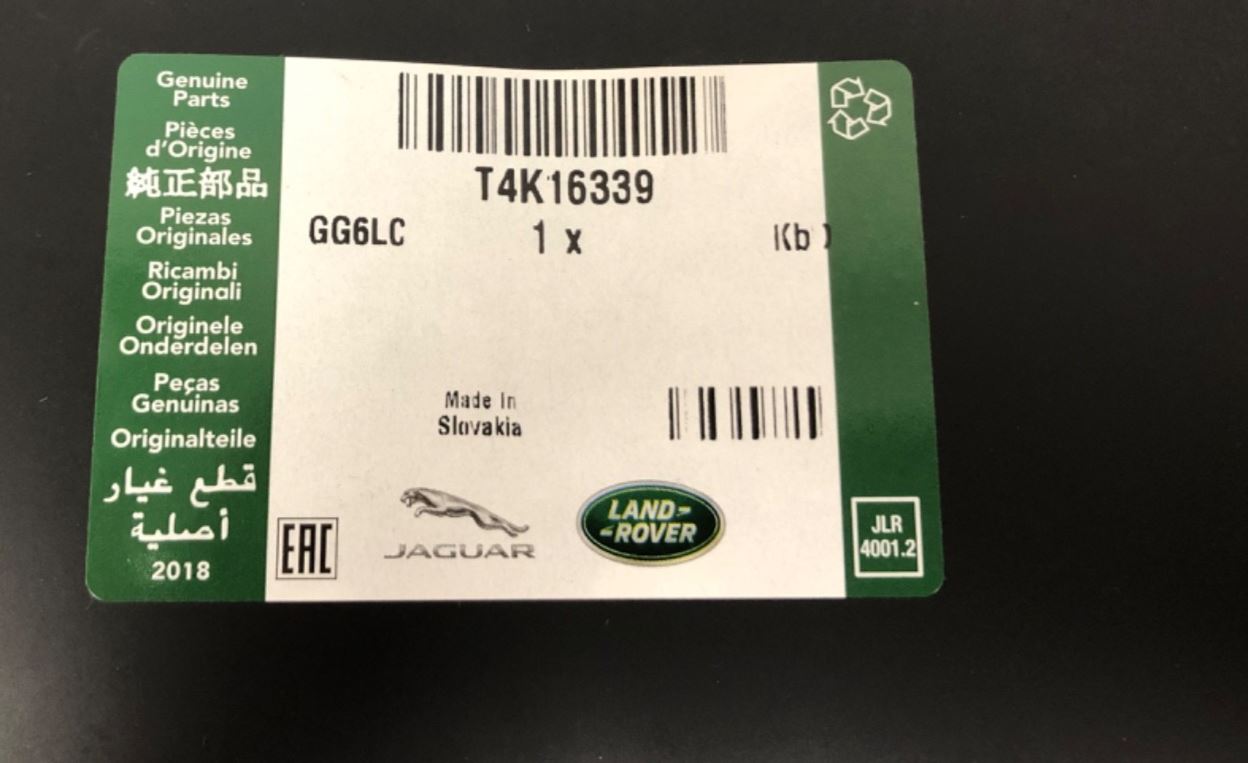 Genuine
Parts
Pièces
d'Origine
純正部品
Piezas
Originales
Ricambi
Originali
Originele
Onderdelen
Peças
Genuínas
Originalteile
قطع غيار
أصلية
2018
T4K16339
GG6LC
1 x
Made In
Slovakia
EAC
JAGUAR
LAND-
-ROVER
JLR
4001.2